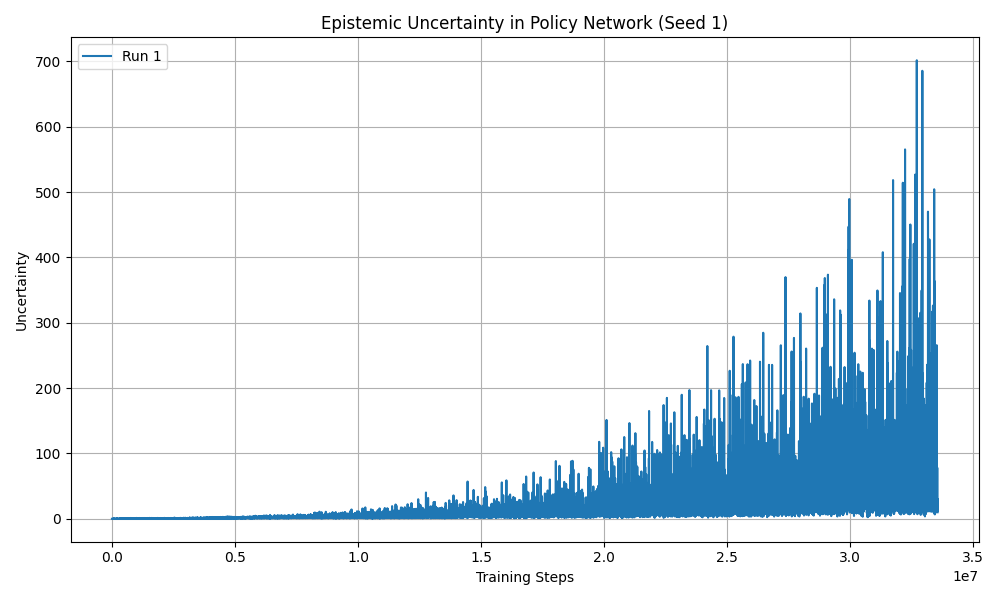 Epistemic Uncertainty in Policy Network (Seed 1)
Run 1
700
600
500
400
300
200
100
0
Uncertainty
0.0 0.5 1.0 1.5 2.0 2.5 3.0 3.5
1e7
Training Steps